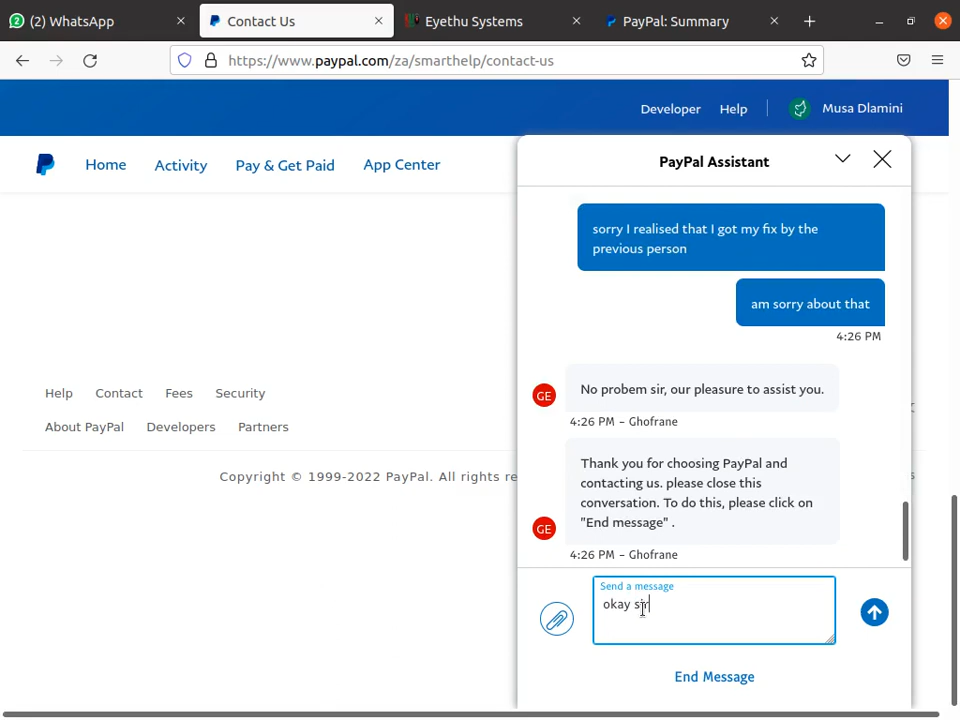 (2) WhatsApp
Contact Us
Eyethu Systems
PayPal: Summary
https://www.paypal.com/za/smarthelp/contact-us
Developer
Help
Musa Dlamini
Home
Activity
Pay & Get Paid
App Center
PayPal Assistant
sorry I realised that I got my fix by the
previous person
am sorry about that
4:26 PM
GE
No probem sir, our pleasure to assist you.
4:26 PM - Ghofrane
Thank you for choosing PayPal and
contacting us. please close this
conversation. To do this, please click on
"End message" .
GE
4:26 PM - Ghofrane
Send a message
okay sir
End Message
Help
Contact
Fees
Security
About PayPal
Developers
Partners
Copyright © 1999-2022 PayPal. All rights re